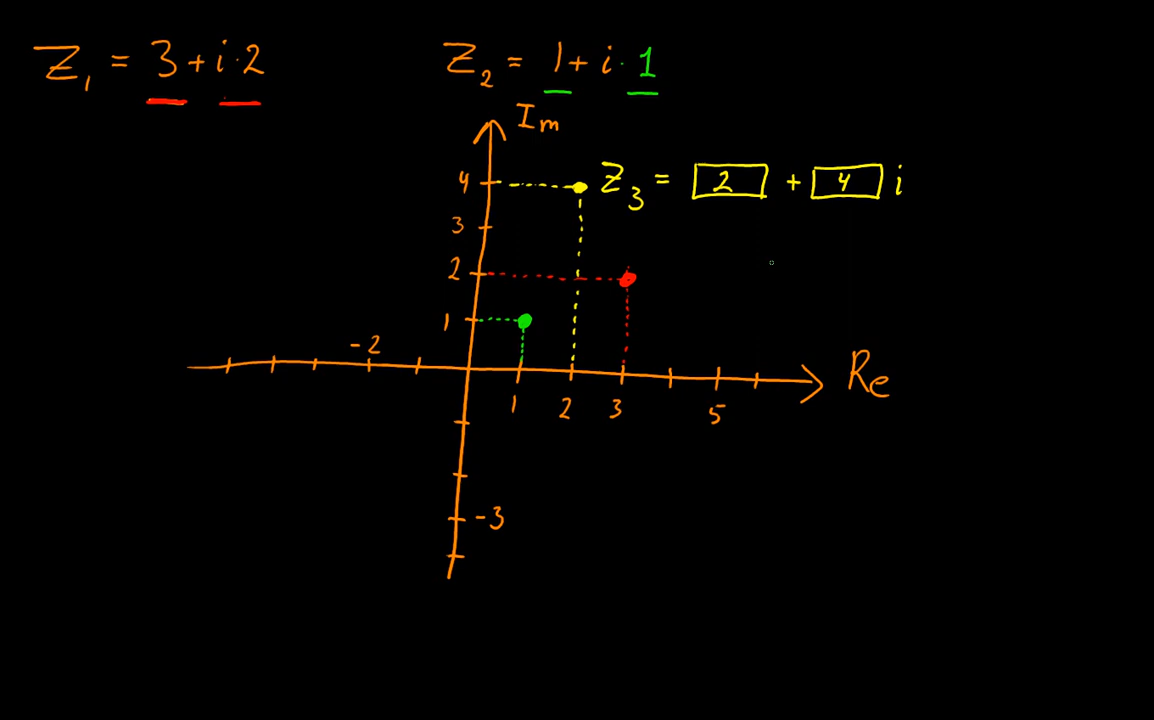 Z₁ = 3 + i·2
Z₂ = 1 + i·1
Im
4
Z₃ = 2 + 4 i
3
2
1
-2
Re
1 2 3 5
-3